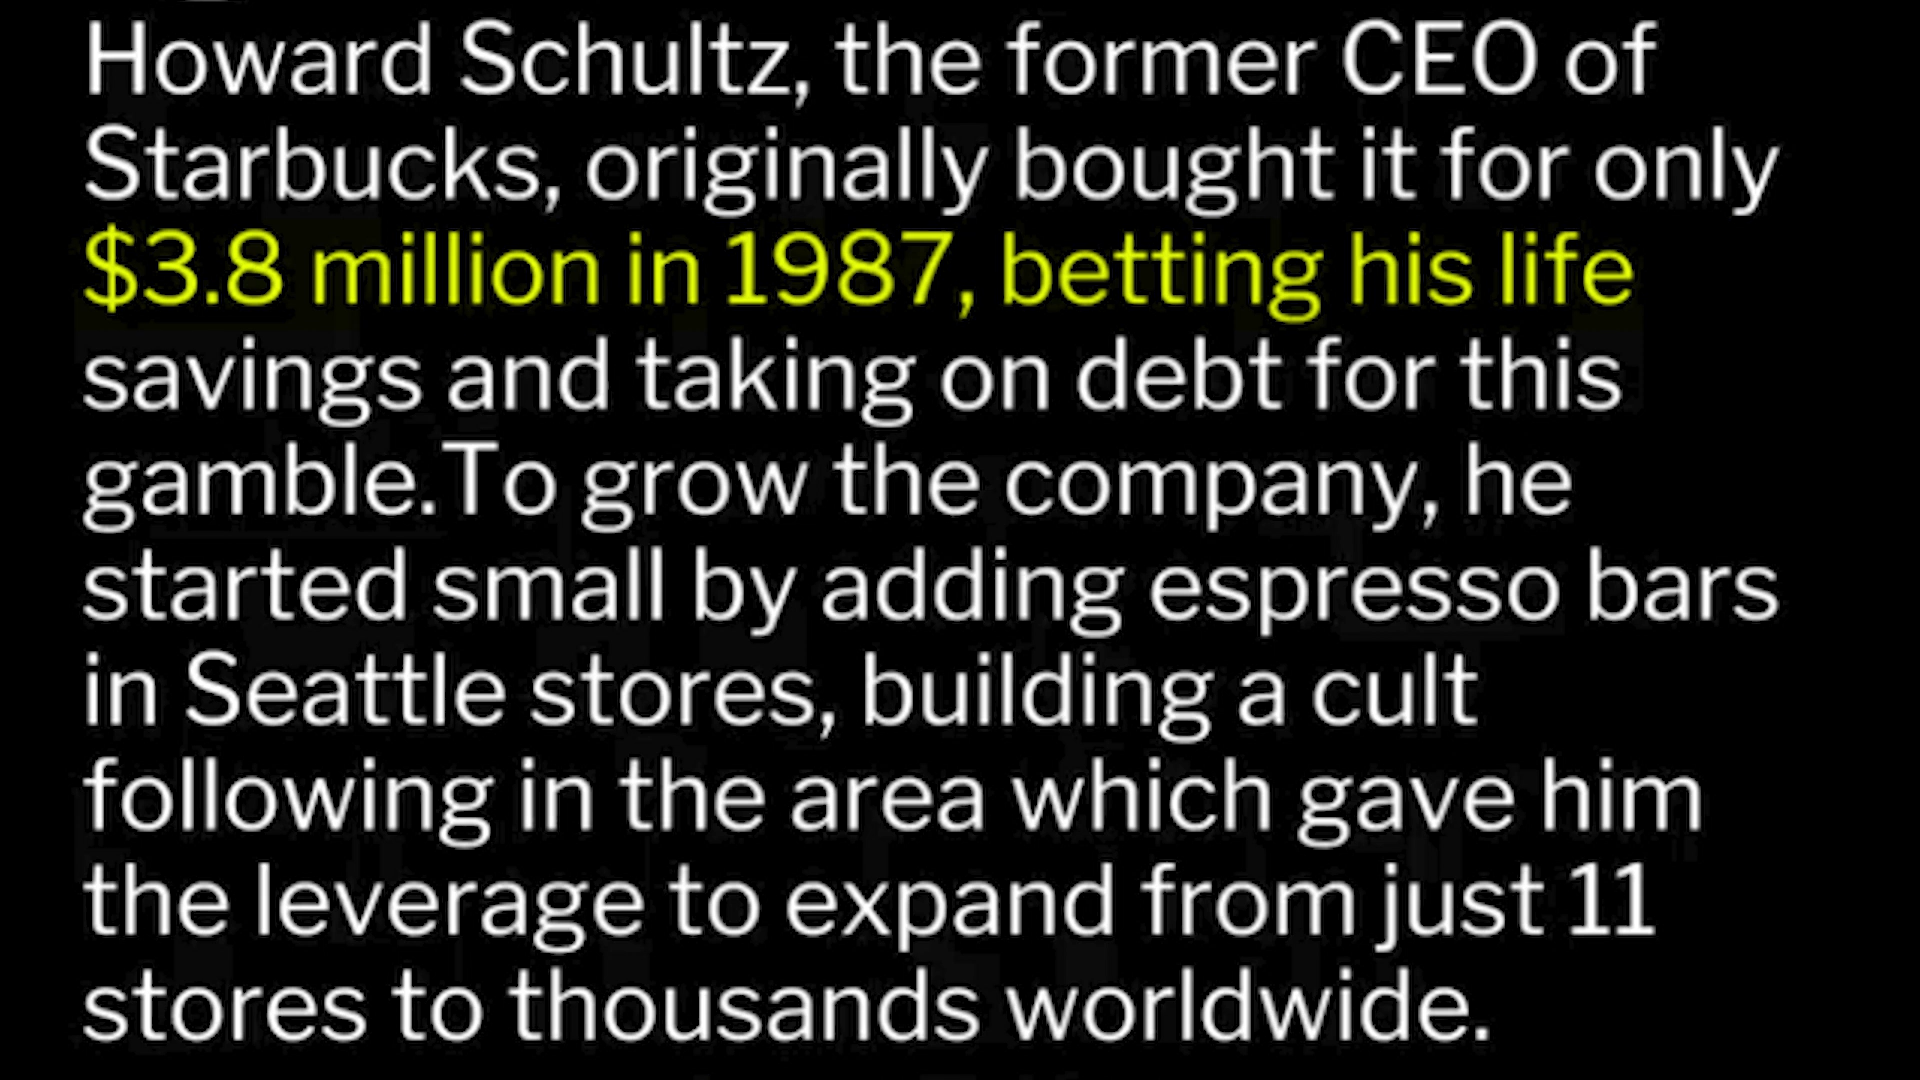 Howard Schultz, the former CEO of
Starbucks, originally bought it for only
$3.8 million in 1987, betting his life
savings and taking on debt for this
gamble.To grow the company, he
started small by adding espresso bars
in Seattle stores, building a cult
following in the area which gave him
the leverage to expand from just 11
stores to thousands worldwide.